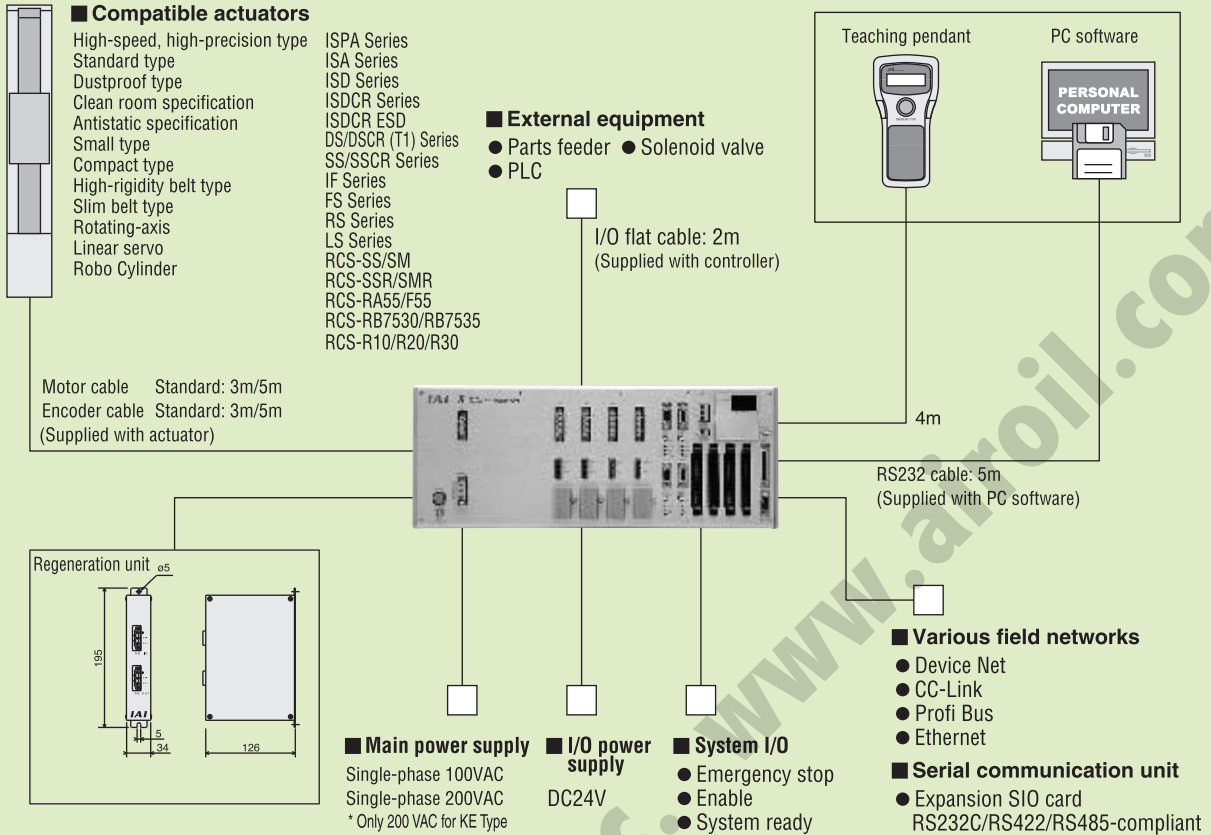 ■ Compatible actuators
High-speed, high-precision type ISPA Series
Standard type ISA Series
Dustproof type ISD Series
Clean room specification ISDCR Series
Antistatic specification ISDCR ESD
Small type DS/DSCR (T1) Series
Compact type SS/SSCR Series
High-rigidity belt type IF Series
Slim belt type FS Series
Rotating-axis RS Series
Linear servo LS Series
Robo Cylinder RCS-SS/SM
RCS-SSR/SMR
RCS-RA55/F55
RCS-RB7530/RB7535
RCS-R10/R20/R30
■ External equipment
● Parts feeder ● Solenoid valve
● PLC
I/O flat cable: 2m
(Supplied with controller)
Teaching pendant
PC software
PERSONAL
COMPUTER
Motor cable Standard: 3m/5m
Encoder cable Standard: 3m/5m
(Supplied with actuator)
IAI
4m
RS232 cable: 5m
(Supplied with PC software)
Regeneration unit
ø5
195
IAI
5
34
126
■ Main power supply
Single-phase 100VAC
Single-phase 200VAC
* Only 200 VAC for KE Type
■ I/O power
supply
DC24V
■ System I/O
● Emergency stop
● Enable
● System ready
■ Various field networks
● Device Net
● CC-Link
● Profi Bus
● Ethernet
■ Serial communication unit
● Expansion SIO card
RS232C/RS422/RS485-compliant
www.airoil.co